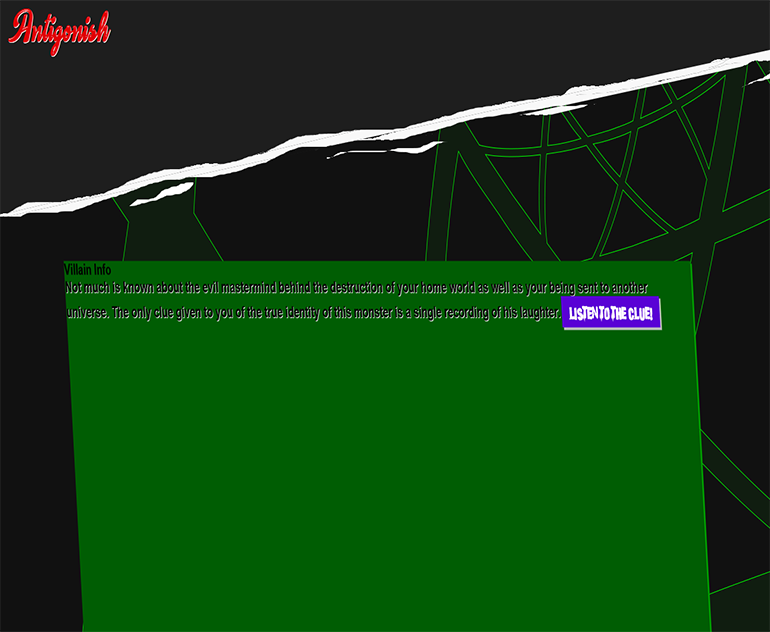 Antigonish
Villain Info
Not much is known about the evil mastermind behind the destruction of your home world as well as your being sent to another
universe. The only clue given to you of the true identity of this monster is a single recording of his laughter. LISTEN TO THE CLUE!